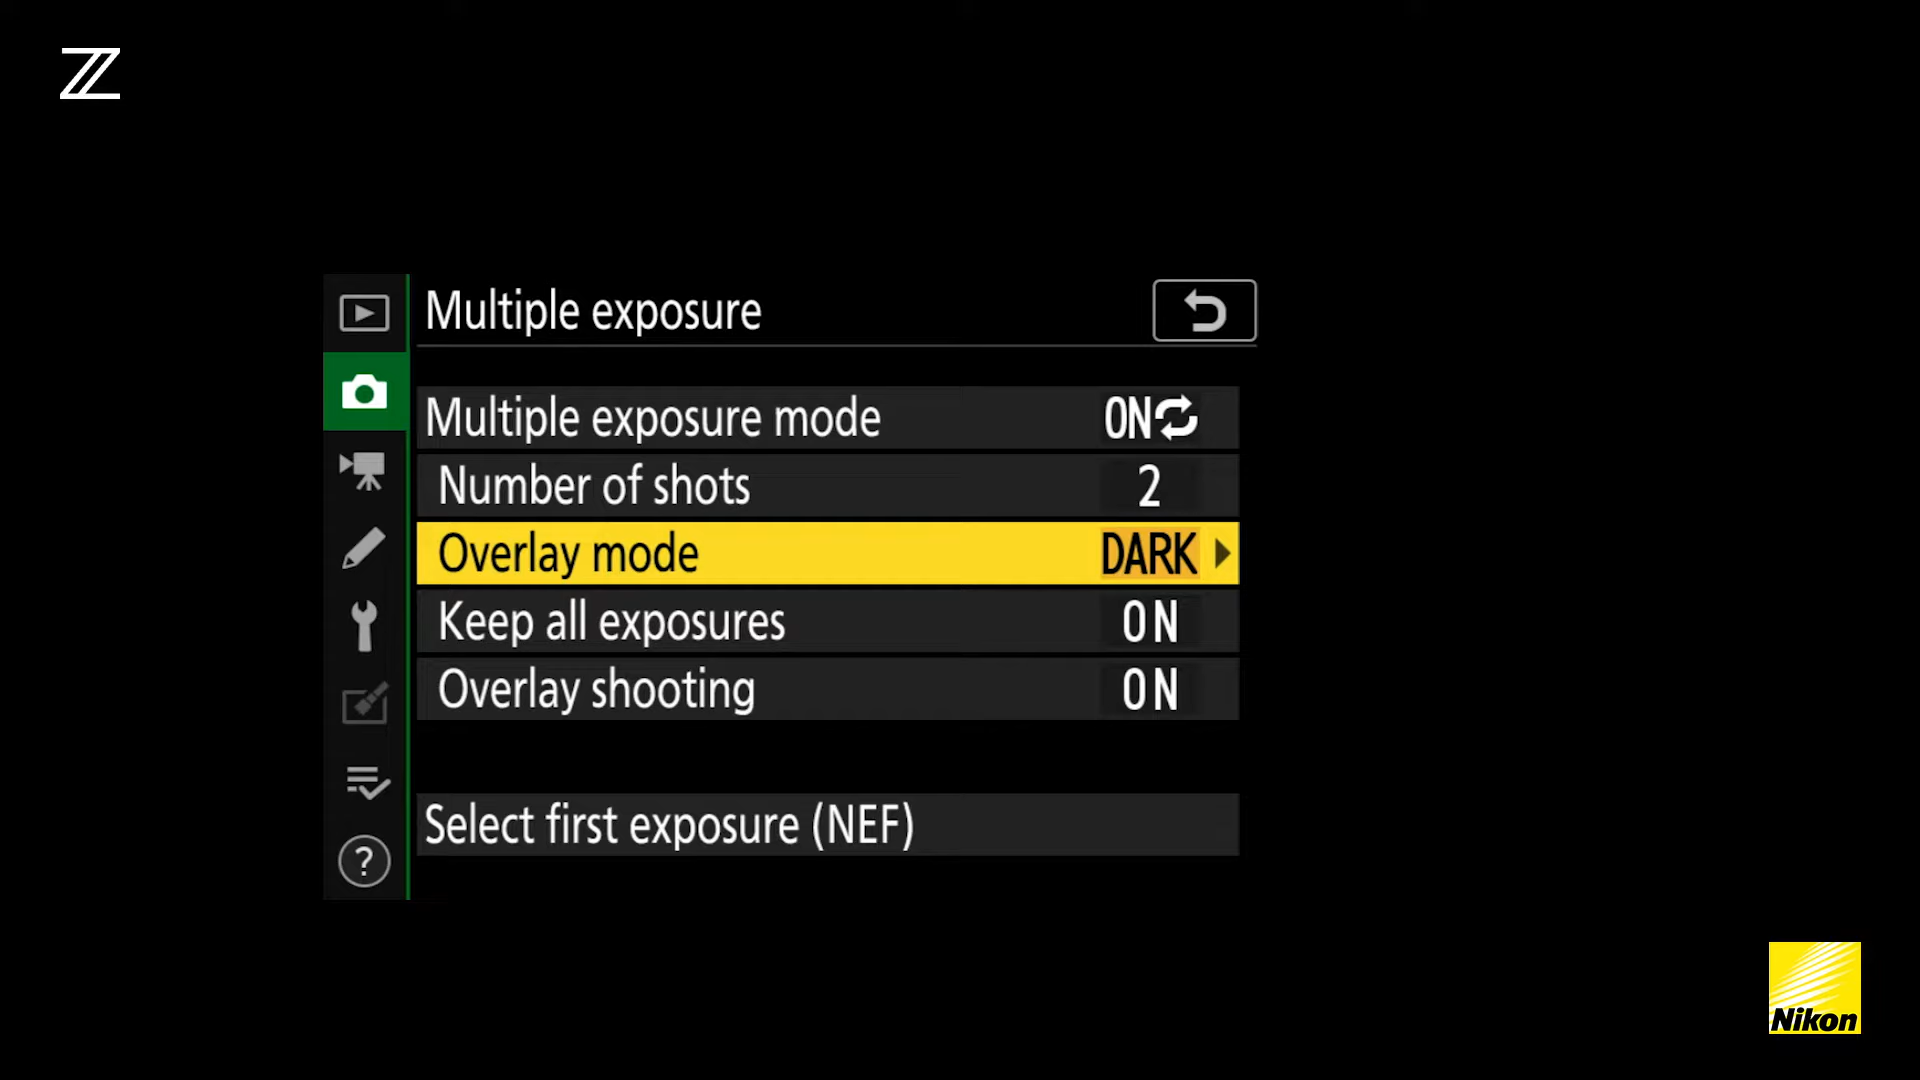 Z
Multiple exposure
Multiple exposure mode ON
Number of shots 2
Overlay mode DARK
Keep all exposures ON
Overlay shooting ON
Select first exposure (NEF)
?
Nikon